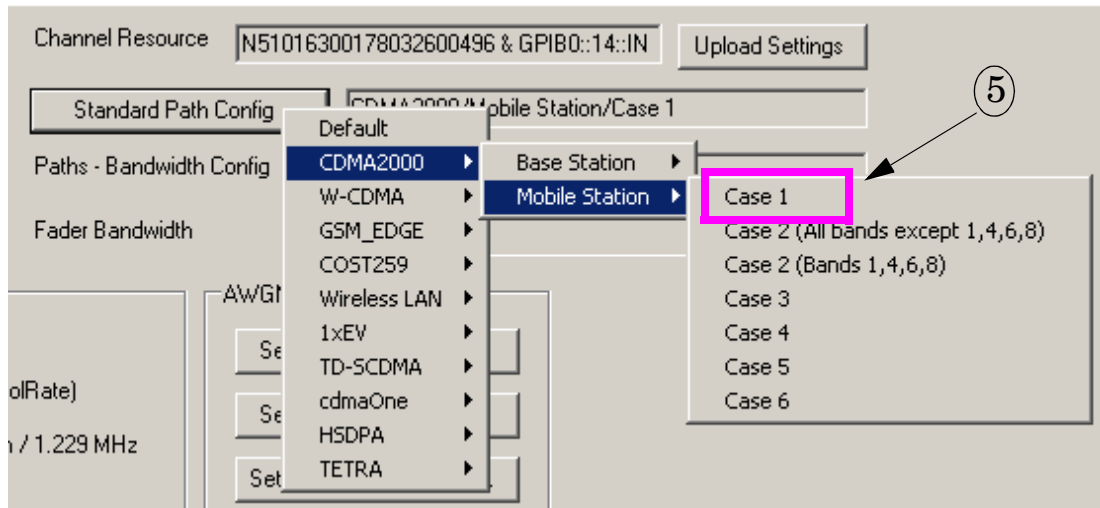 Channel Resource N51016300178032600496 & GPIB0::14::IN Upload Settings
5
Standard Path Config CDMA2000/Mobile Station/Case 1
Default
Paths - Bandwidth Config CDMA2000 Base Station
W-CDMA Mobile Station Case 1
Case 2 (All bands except 1,4,6,8)
Fader Bandwidth GSM_EDGE
COST259 Case 2 (Bands 1,4,6,8)
Wireless LAN Case 3
1xEV Case 4
TD-SCDMA Case 5
olRate) cdmaOne Case 6
/ 1.229 MHz HSDPA
Set TETRA